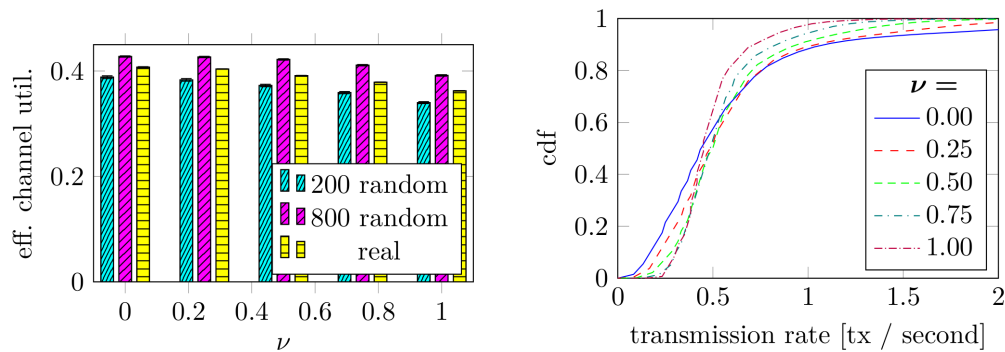 eff. channel util.
0.4
0.2
0
0 0.2 0.4 0.6 0.8 1
ν
200 random
800 random
real
cdf
1
0.8
0.6
0.4
0.2
0
0 0.5 1 1.5 2
transmission rate [tx / second]
ν =
0.00
0.25
0.50
0.75
1.00